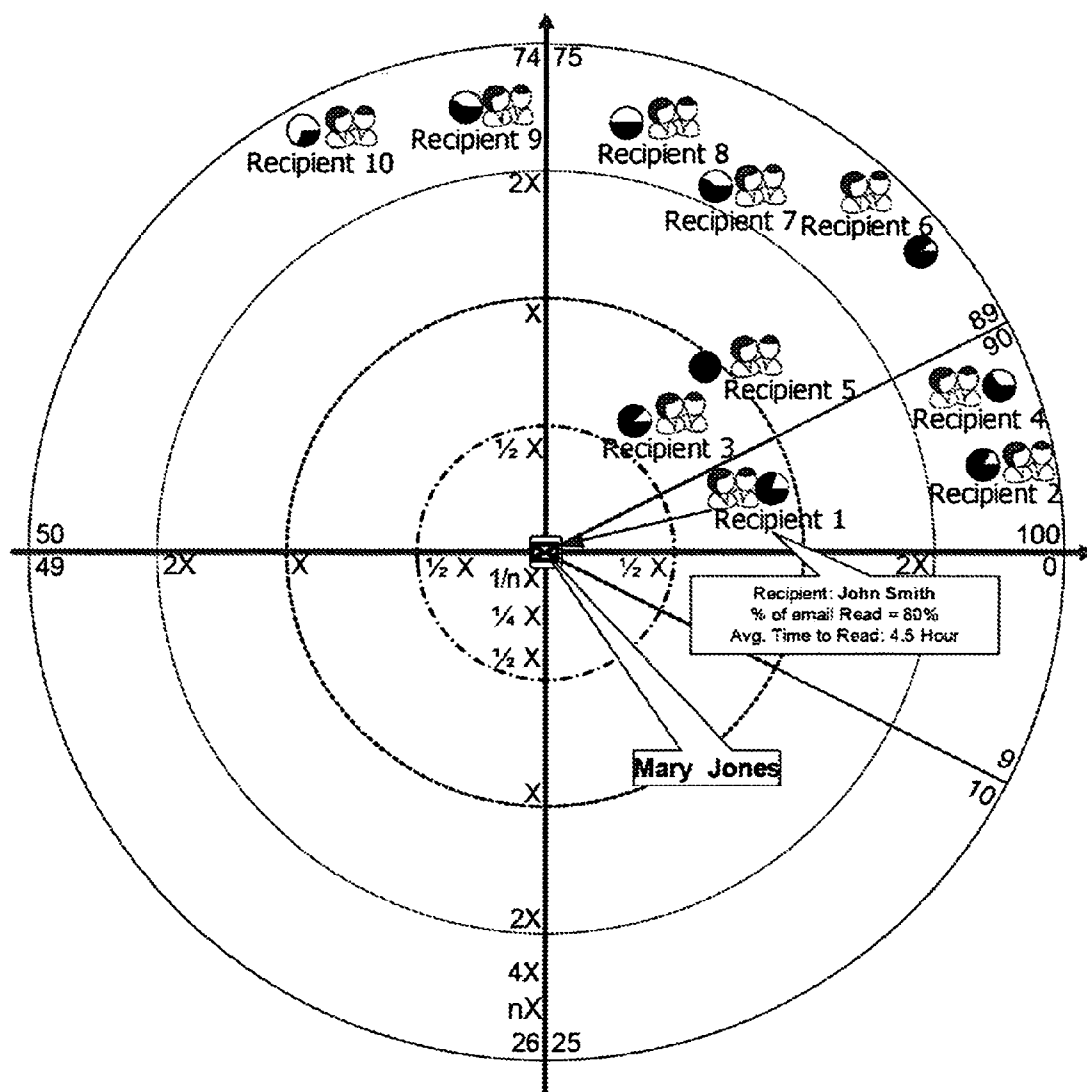 74 75
Recipient 10
Recipient 9
Recipient 8
2X
Recipient 7
Recipient 6
X
89
90
Recipient 5
Recipient 4
½ X
Recipient 3
Recipient 2
Recipient 1
50
100
49
2X
X
½ X
½ X
2X
0
1/n X
¼ X
½ X
Recipient: John Smith
% of email Read = 80%
Avg. Time to Read: 4.5 Hour
Mary Jones
9
10
X
2X
4X
nX
26 25